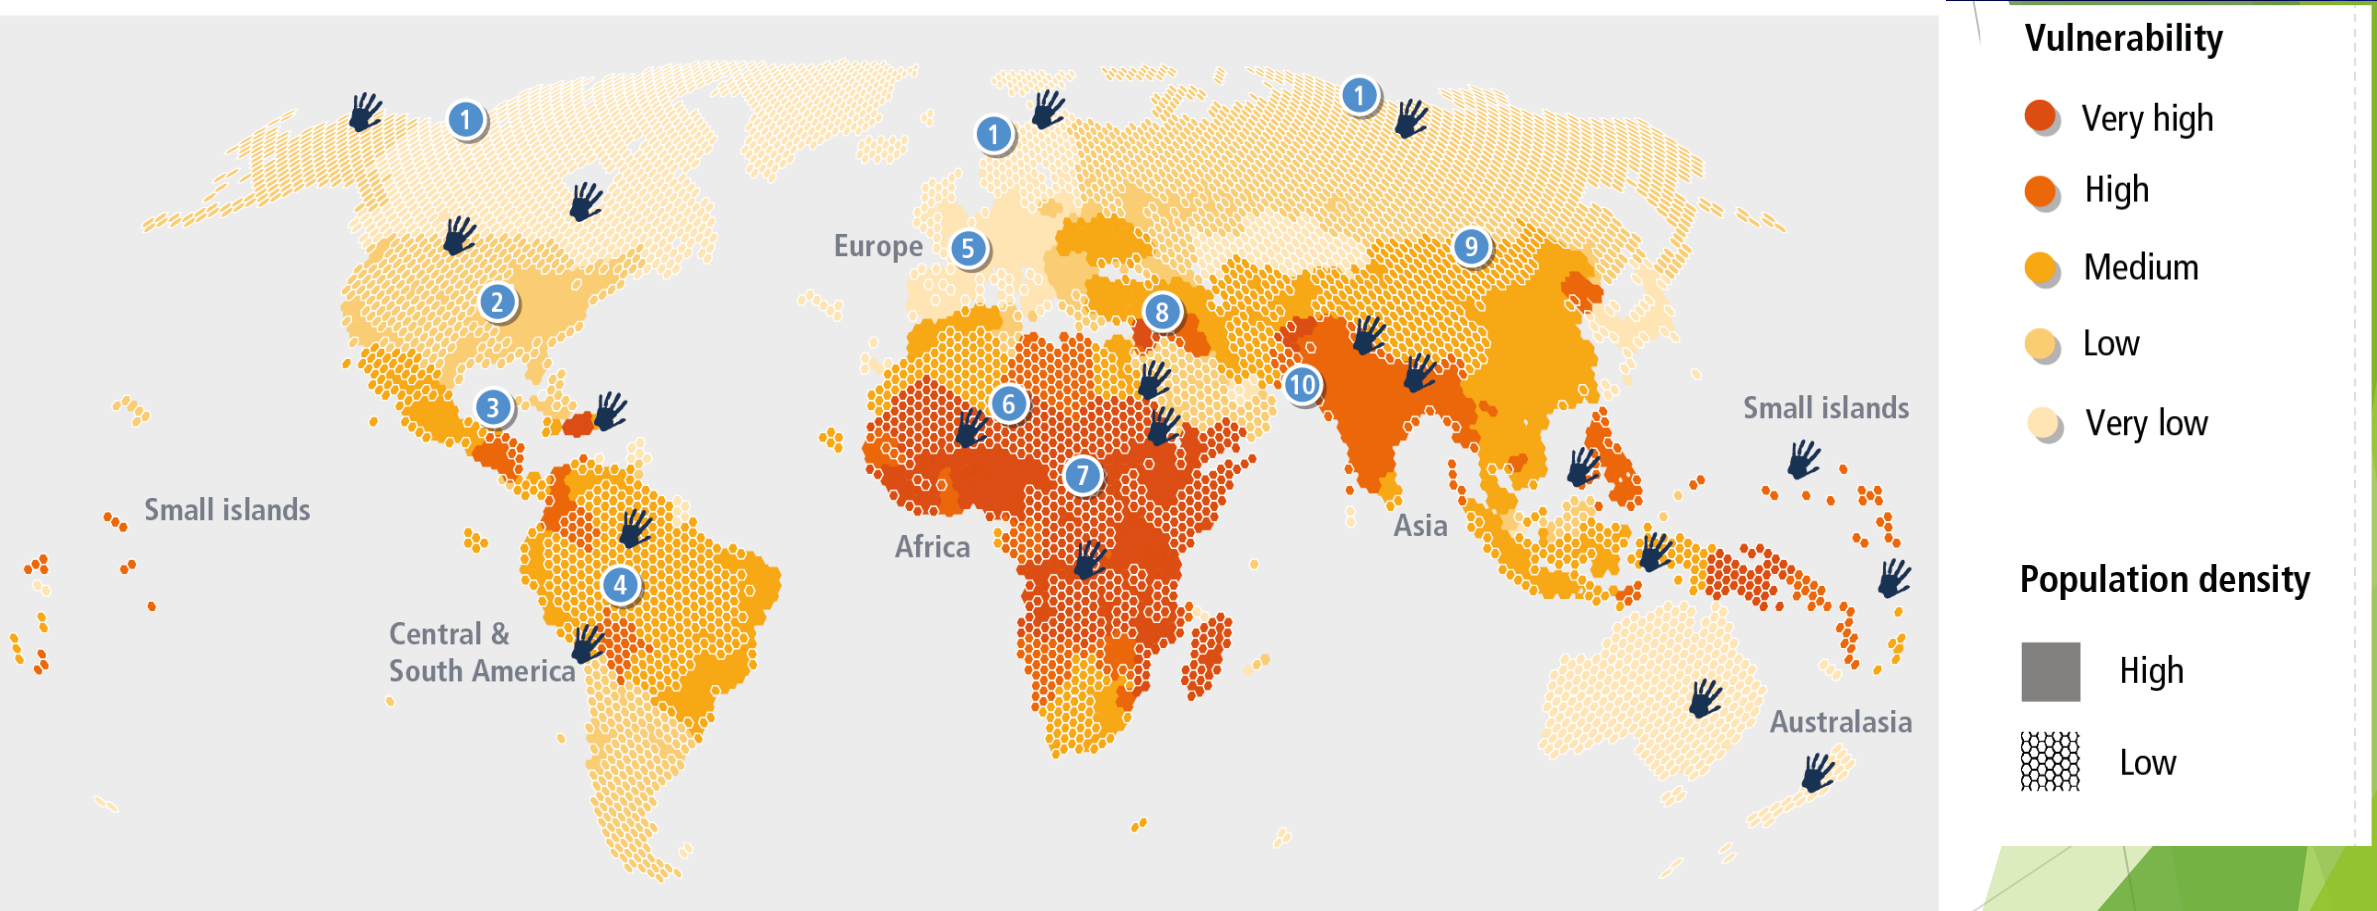 1
1
1
2
3
4
5
6
7
8
9
10
Europe
Small islands
Small islands
Africa
Asia
Central &
South America
Australasia
Vulnerability
Very high
High
Medium
Low
Very low
Population density
High
Low